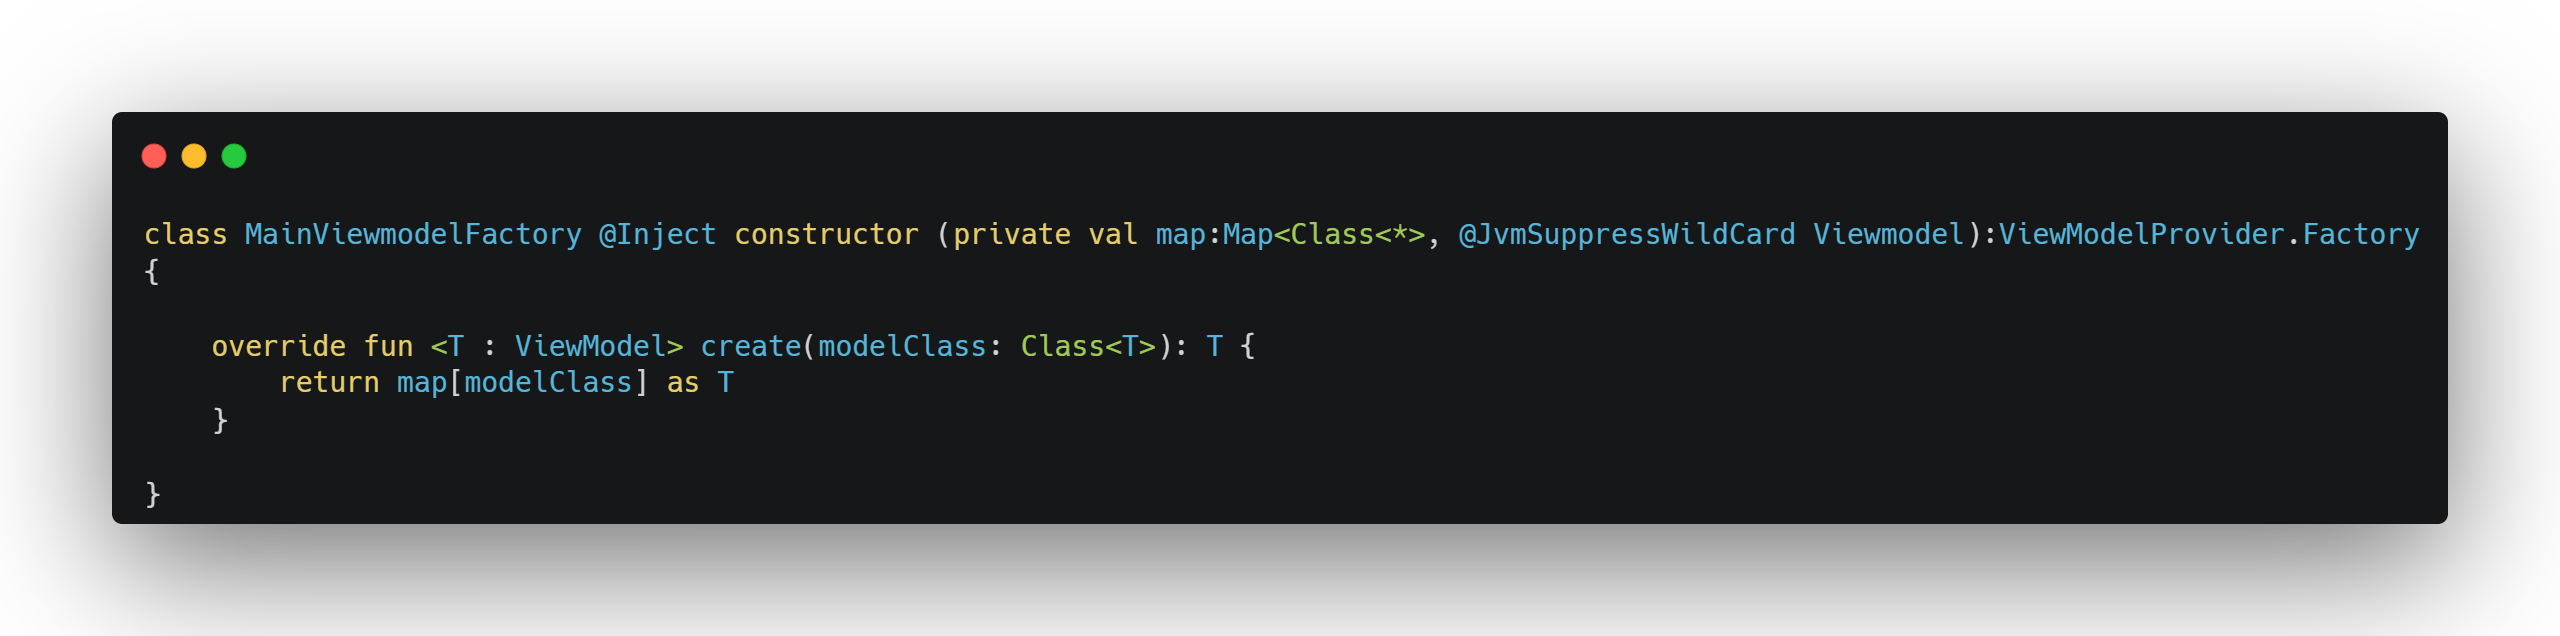 class MainViewmodelFactory @Inject constructor (private val map:Map<Class<*>, @JvmSuppressWildCard Viewmodel):ViewModelProvider.Factory
{
    override fun <T : ViewModel> create(modelClass: Class<T>): T {
        return map[modelClass] as T
    }
}